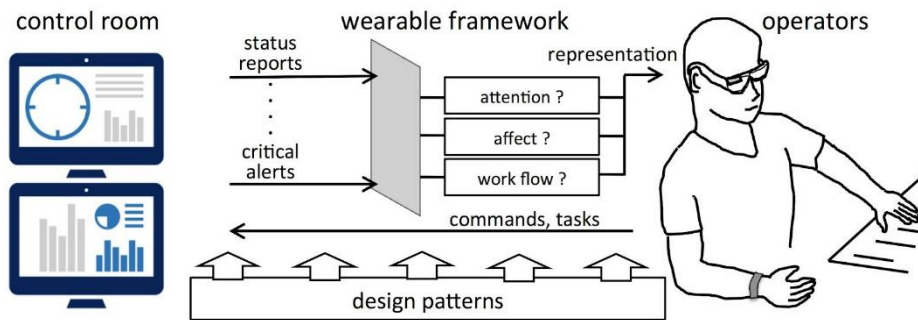 control room
wearable framework
operators
status
reports
critical
alerts
attention ?
affect ?
work flow ?
representation
commands, tasks
design patterns